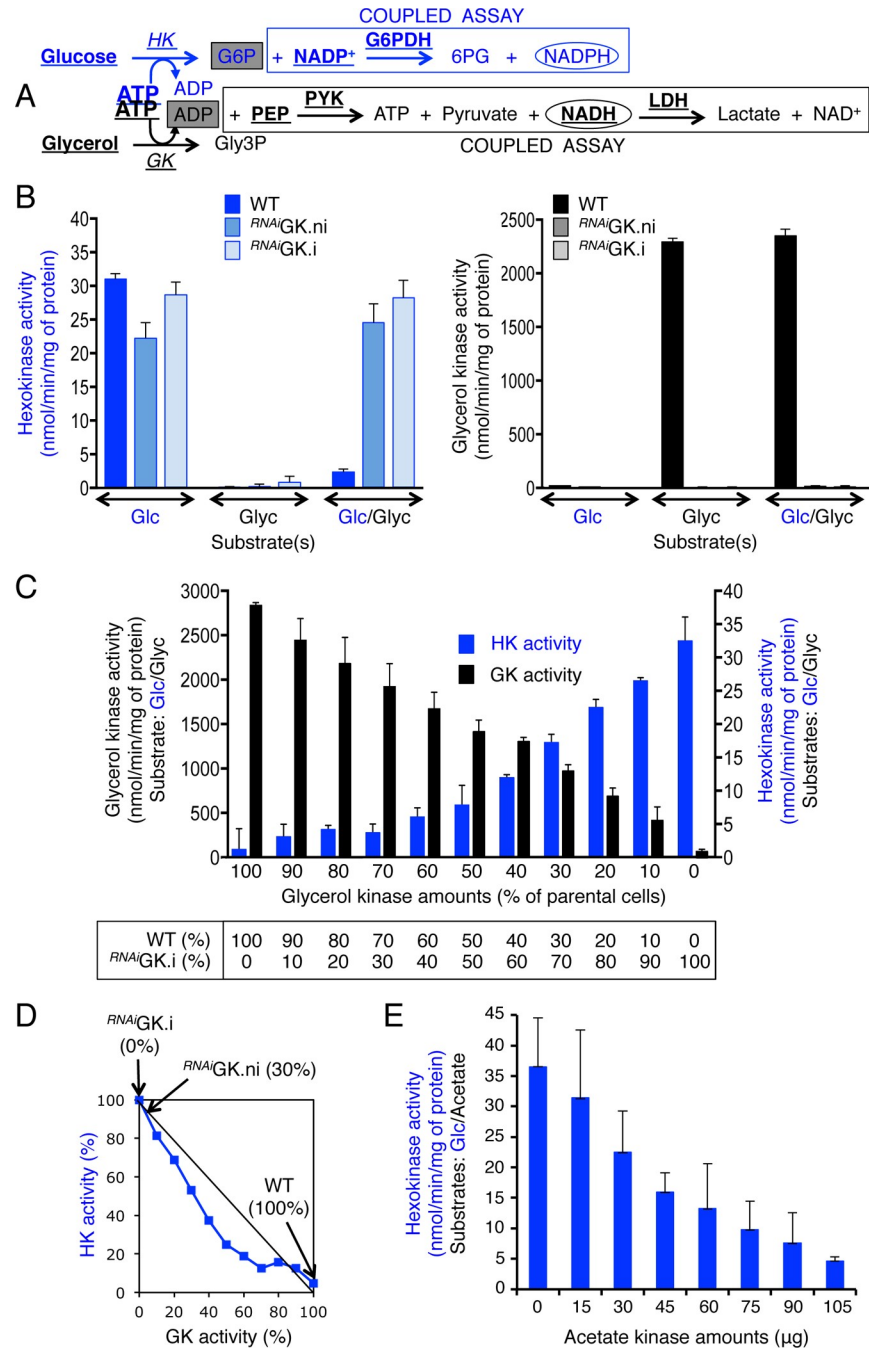 COUPLED ASSAY
Glucose HK G6P + NADP+ G6PDH 6PG + NADPH
ATP ADP
A ATP ADP + PEP PYK ATP + Pyruvate + NADH LDH Lactate + NAD+
Glycerol GK Gly3P COUPLED ASSAY
B
WT
RNAiGK.ni
RNAiGK.i
Hexokinase activity
(nmol/min/mg of protein)
40
35
30
25
20
15
10
5
0
Glc Glyc Glc/Glyc
Substrate(s)
WT
RNAiGK.ni
RNAiGK.i
Glycerol kinase activity
(nmol/min/mg of protein)
2500
2000
1500
1000
500
0
Glc Glyc Glc/Glyc
Substrate(s)
C
Glycerol kinase activity
(nmol/min/mg of protein)
Substrate: Glc/Glyc
3000
2500
2000
1500
1000
500
0
HK activity
GK activity
40
35
30
25
20
15
10
5
0
Hexokinase activity
(nmol/min/mg of protein)
Substrates: Glc/Glyc
100 90 80 70 60 50 40 30 20 10 0
Glycerol kinase amounts (% of parental cells)
WT (%) 100 90 80 70 60 50 40 30 20 10 0
RNAiGK.i (%) 0 10 20 30 40 50 60 70 80 90 100
D
RNAiGK.i
(0%)
RNAiGK.ni (30%)
WT
(100%)
HK activity (%)
100
80
60
40
20
0
0 20 40 60 80 100
GK activity (%)
E
Hexokinase activity
(nmol/min/mg of protein)
Substrates: Glc/Acetate
45
40
35
30
25
20
15
10
5
0
0 15 30 45 60 75 90 105
Acetate kinase amounts (µg)